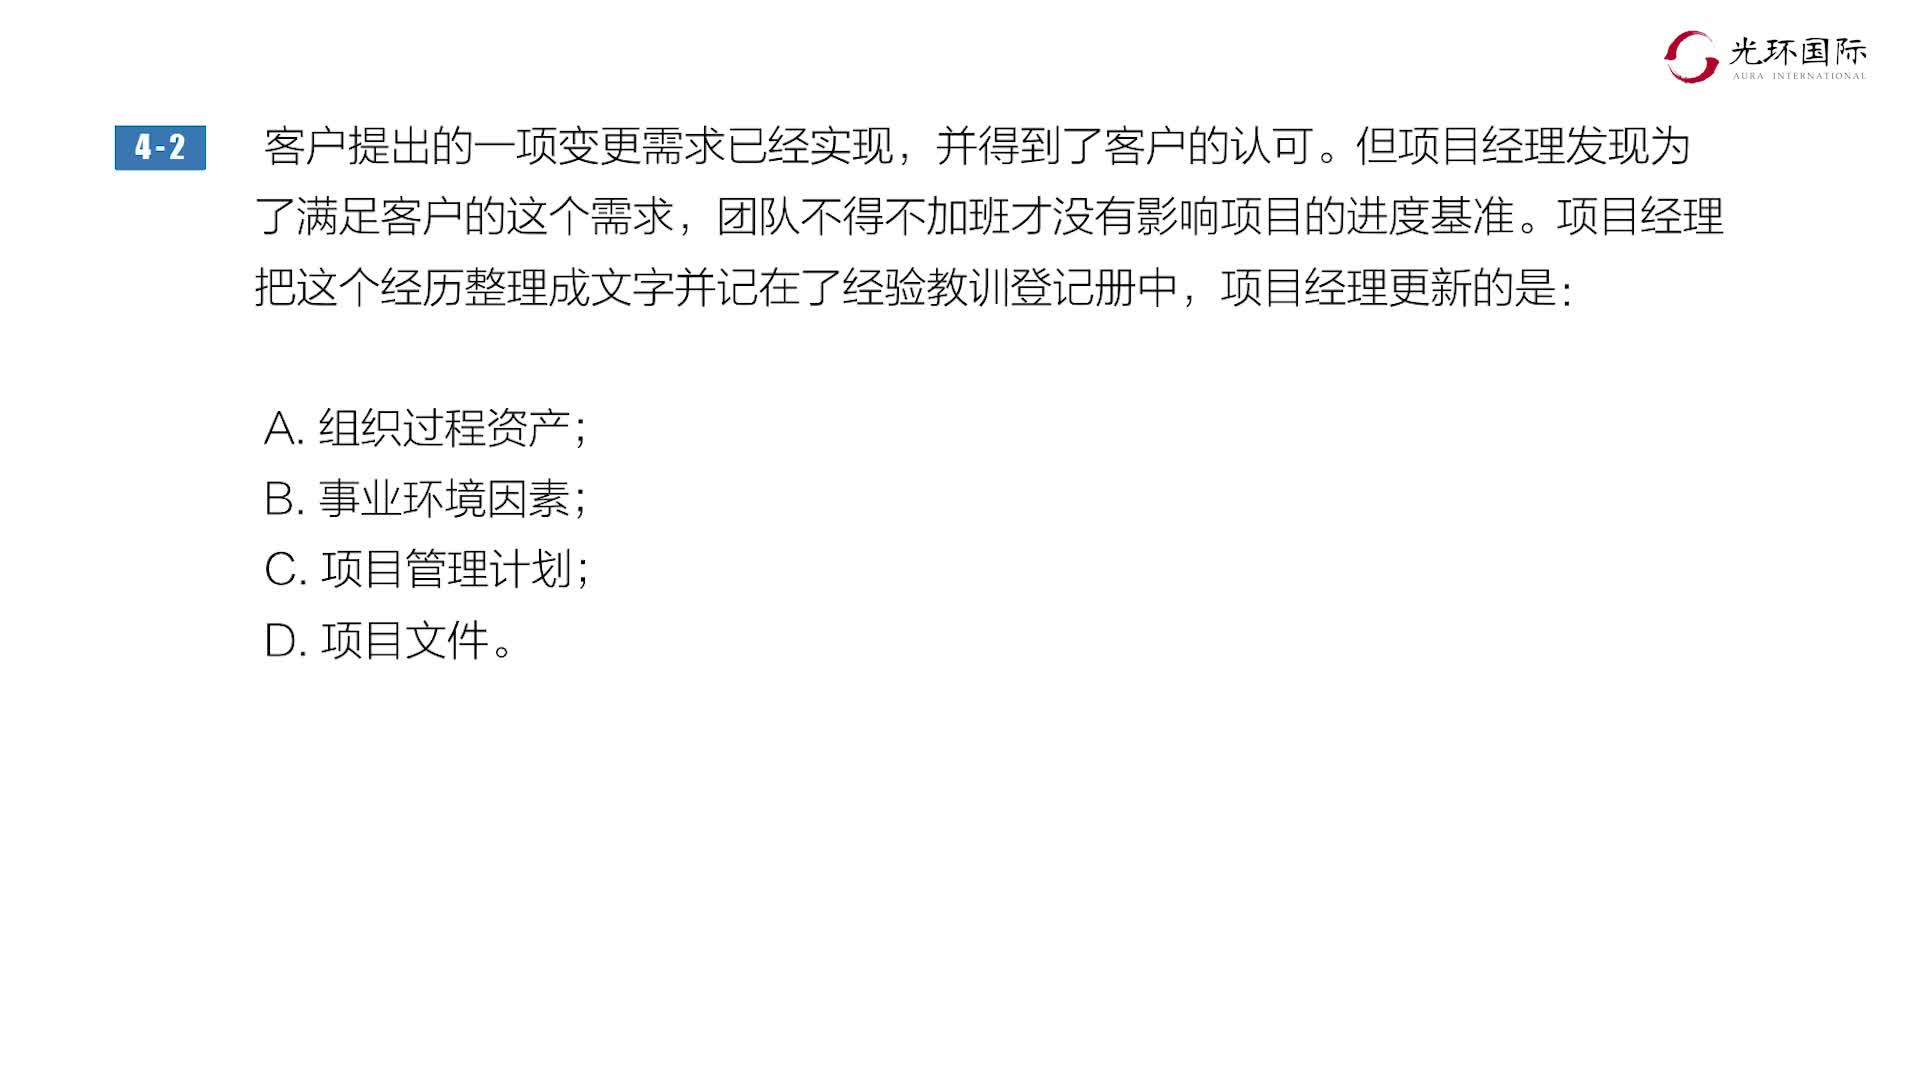 光环国际
AURA INTERNATIONAL
4-2 客户提出的一项变更需求已经实现，并得到了客户的认可。但项目经理发现为
了满足客户的这个需求，团队不得不加班才没有影响项目的进度基准。项目经理
把这个经历整理成文字并记在了经验教训登记册中，项目经理更新的是：
A. 组织过程资产；
B. 事业环境因素；
C. 项目管理计划；
D. 项目文件。